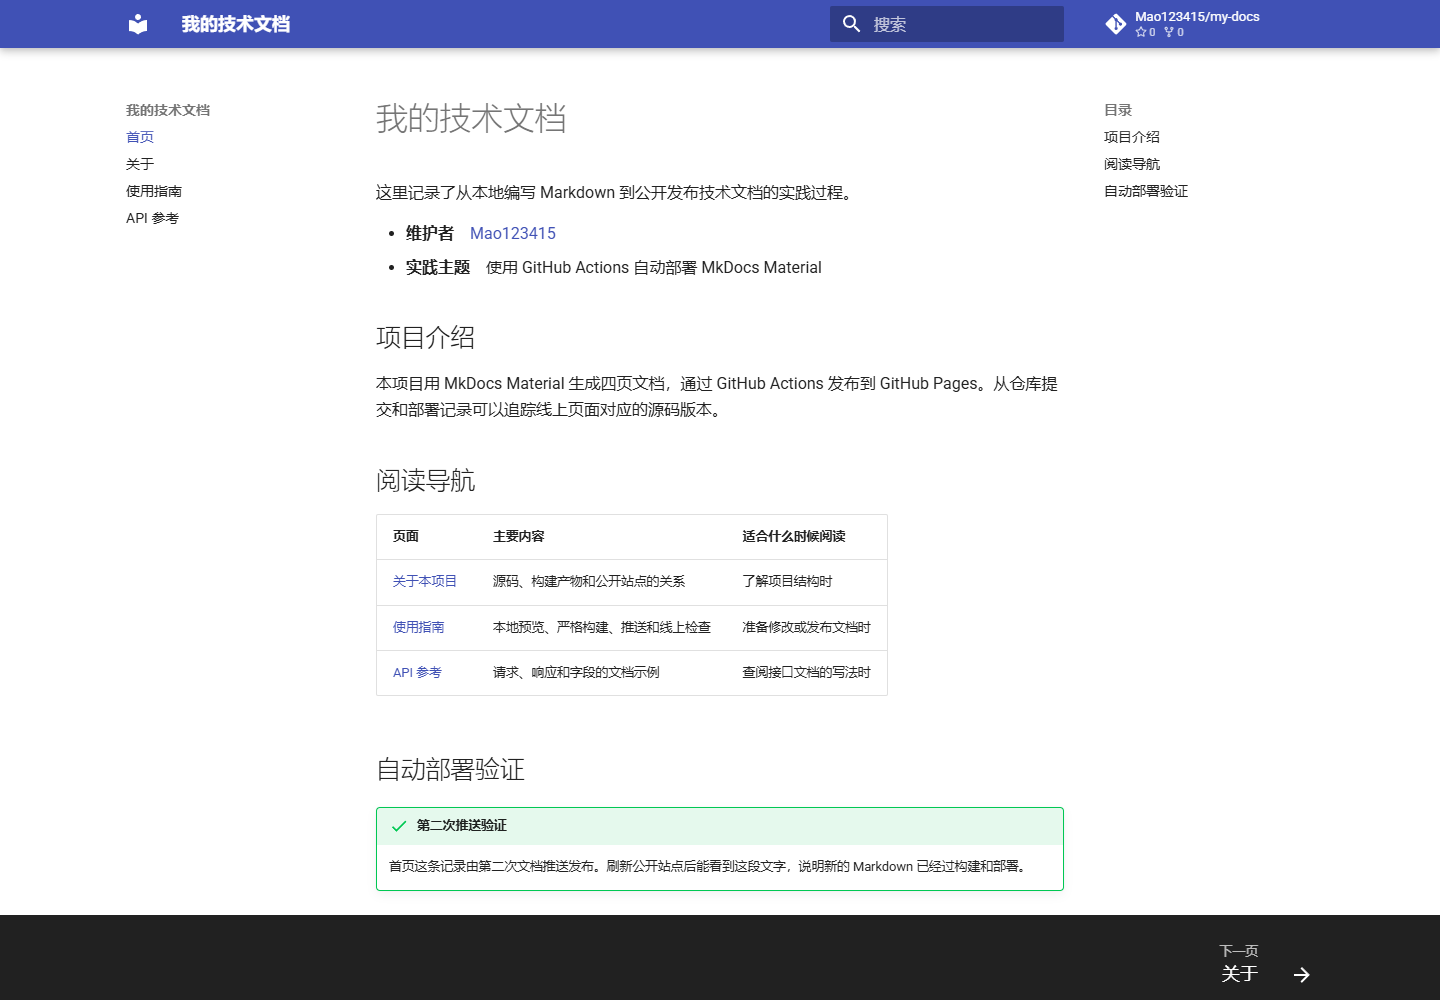 我的技术文档
搜索
Mao123415/my-docs
0 0
我的技术文档
首页
关于
使用指南
API 参考
我的技术文档
这里记录了从本地编写 Markdown 到公开发布技术文档的实践过程。
• 维护者 Mao123415
• 实践主题 使用 GitHub Actions 自动部署 MkDocs Material
项目介绍
本项目用 MkDocs Material 生成四页文档，通过 GitHub Actions 发布到 GitHub Pages。从仓库提
交和部署记录可以追踪线上页面对应的源码版本。
阅读导航
页面 主要内容 适合什么时候阅读
关于本项目 源码、构建产物和公开站点的关系 了解项目结构时
使用指南 本地预览、严格构建、推送和线上检查 准备修改或发布文档时
API 参考 请求、响应和字段的文档示例 查阅接口文档的写法时
自动部署验证
第二次推送验证
首页这条记录由第二次文档推送发布。刷新公开站点后能看到这段文字，说明新的 Markdown 已经过构建和部署。
目录
项目介绍
阅读导航
自动部署验证
下一页
关于